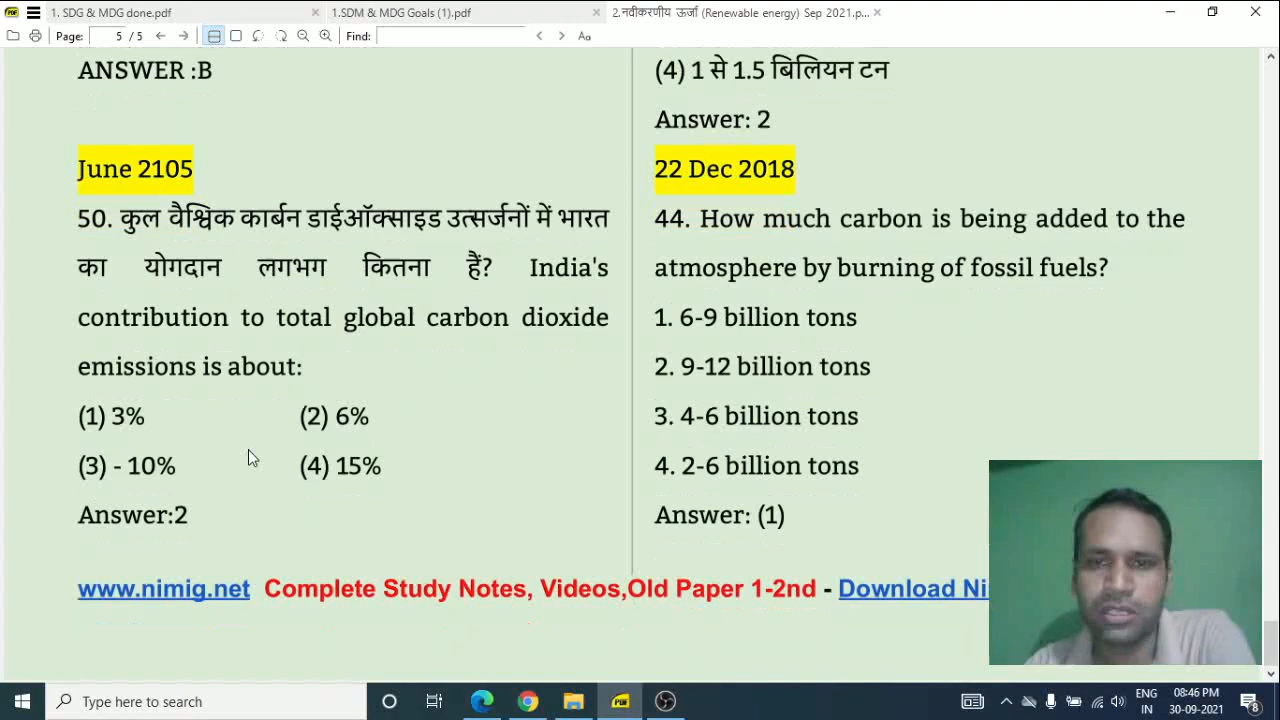 1. SDG & MDG done.pdf
1.SDM & MDG Goals (1).pdf
2.नवीकरणीय ऊर्जा (Renewable energy) Sep 2021.p...
Page: 5 / 5
Find:
Aa
ANSWER :B
June 2105
50. कुल वैश्विक कार्बन डाईऑक्साइड उत्सर्जनों में भारत
का योगदान लगभग कितना हैं? India's
contribution to total global carbon dioxide
emissions is about:
(1) 3% (2) 6%
(3) - 10% (4) 15%
Answer:2
(4) 1 से 1.5 बिलियन टन
Answer: 2
22 Dec 2018
44. How much carbon is being added to the
atmosphere by burning of fossil fuels?
1. 6-9 billion tons
2. 9-12 billion tons
3. 4-6 billion tons
4. 2-6 billion tons
Answer: (1)
www.nimig.net Complete Study Notes, Videos,Old Paper 1-2nd - Download Ni
Type here to search
ENG
IN
08:46 PM
30-09-2021
8